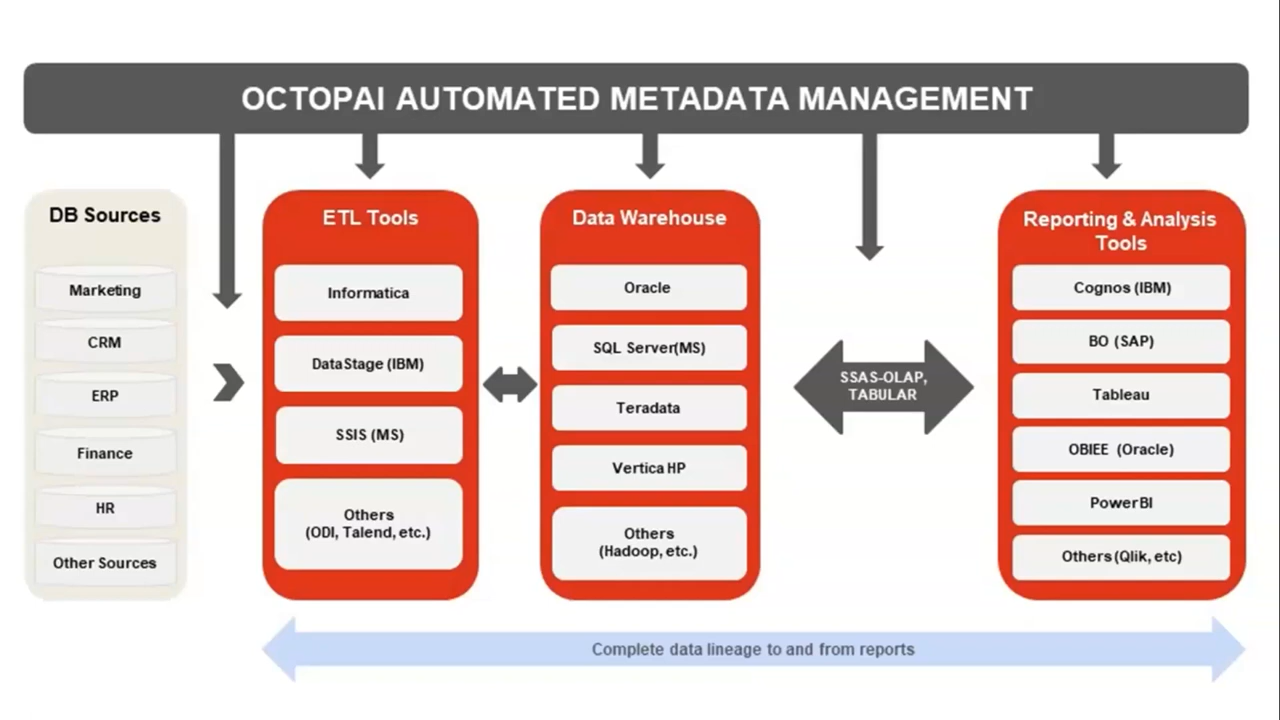 OCTOPAI AUTOMATED METADATA MANAGEMENT
DB Sources
Marketing
CRM
ERP
Finance
HR
Other Sources
ETL Tools
Informatica
DataStage (IBM)
SSIS (MS)
Others
(ODI, Talend, etc.)
Data Warehouse
Oracle
SQL Server(MS)
Teradata
Vertica HP
Others
(Hadoop, etc.)
SSAS-OLAP,
TABULAR
Reporting & Analysis
Tools
Cognos (IBM)
BO (SAP)
Tableau
OBIEE (Oracle)
PowerBI
Others (Qlik, etc)
Complete data lineage to and from reports